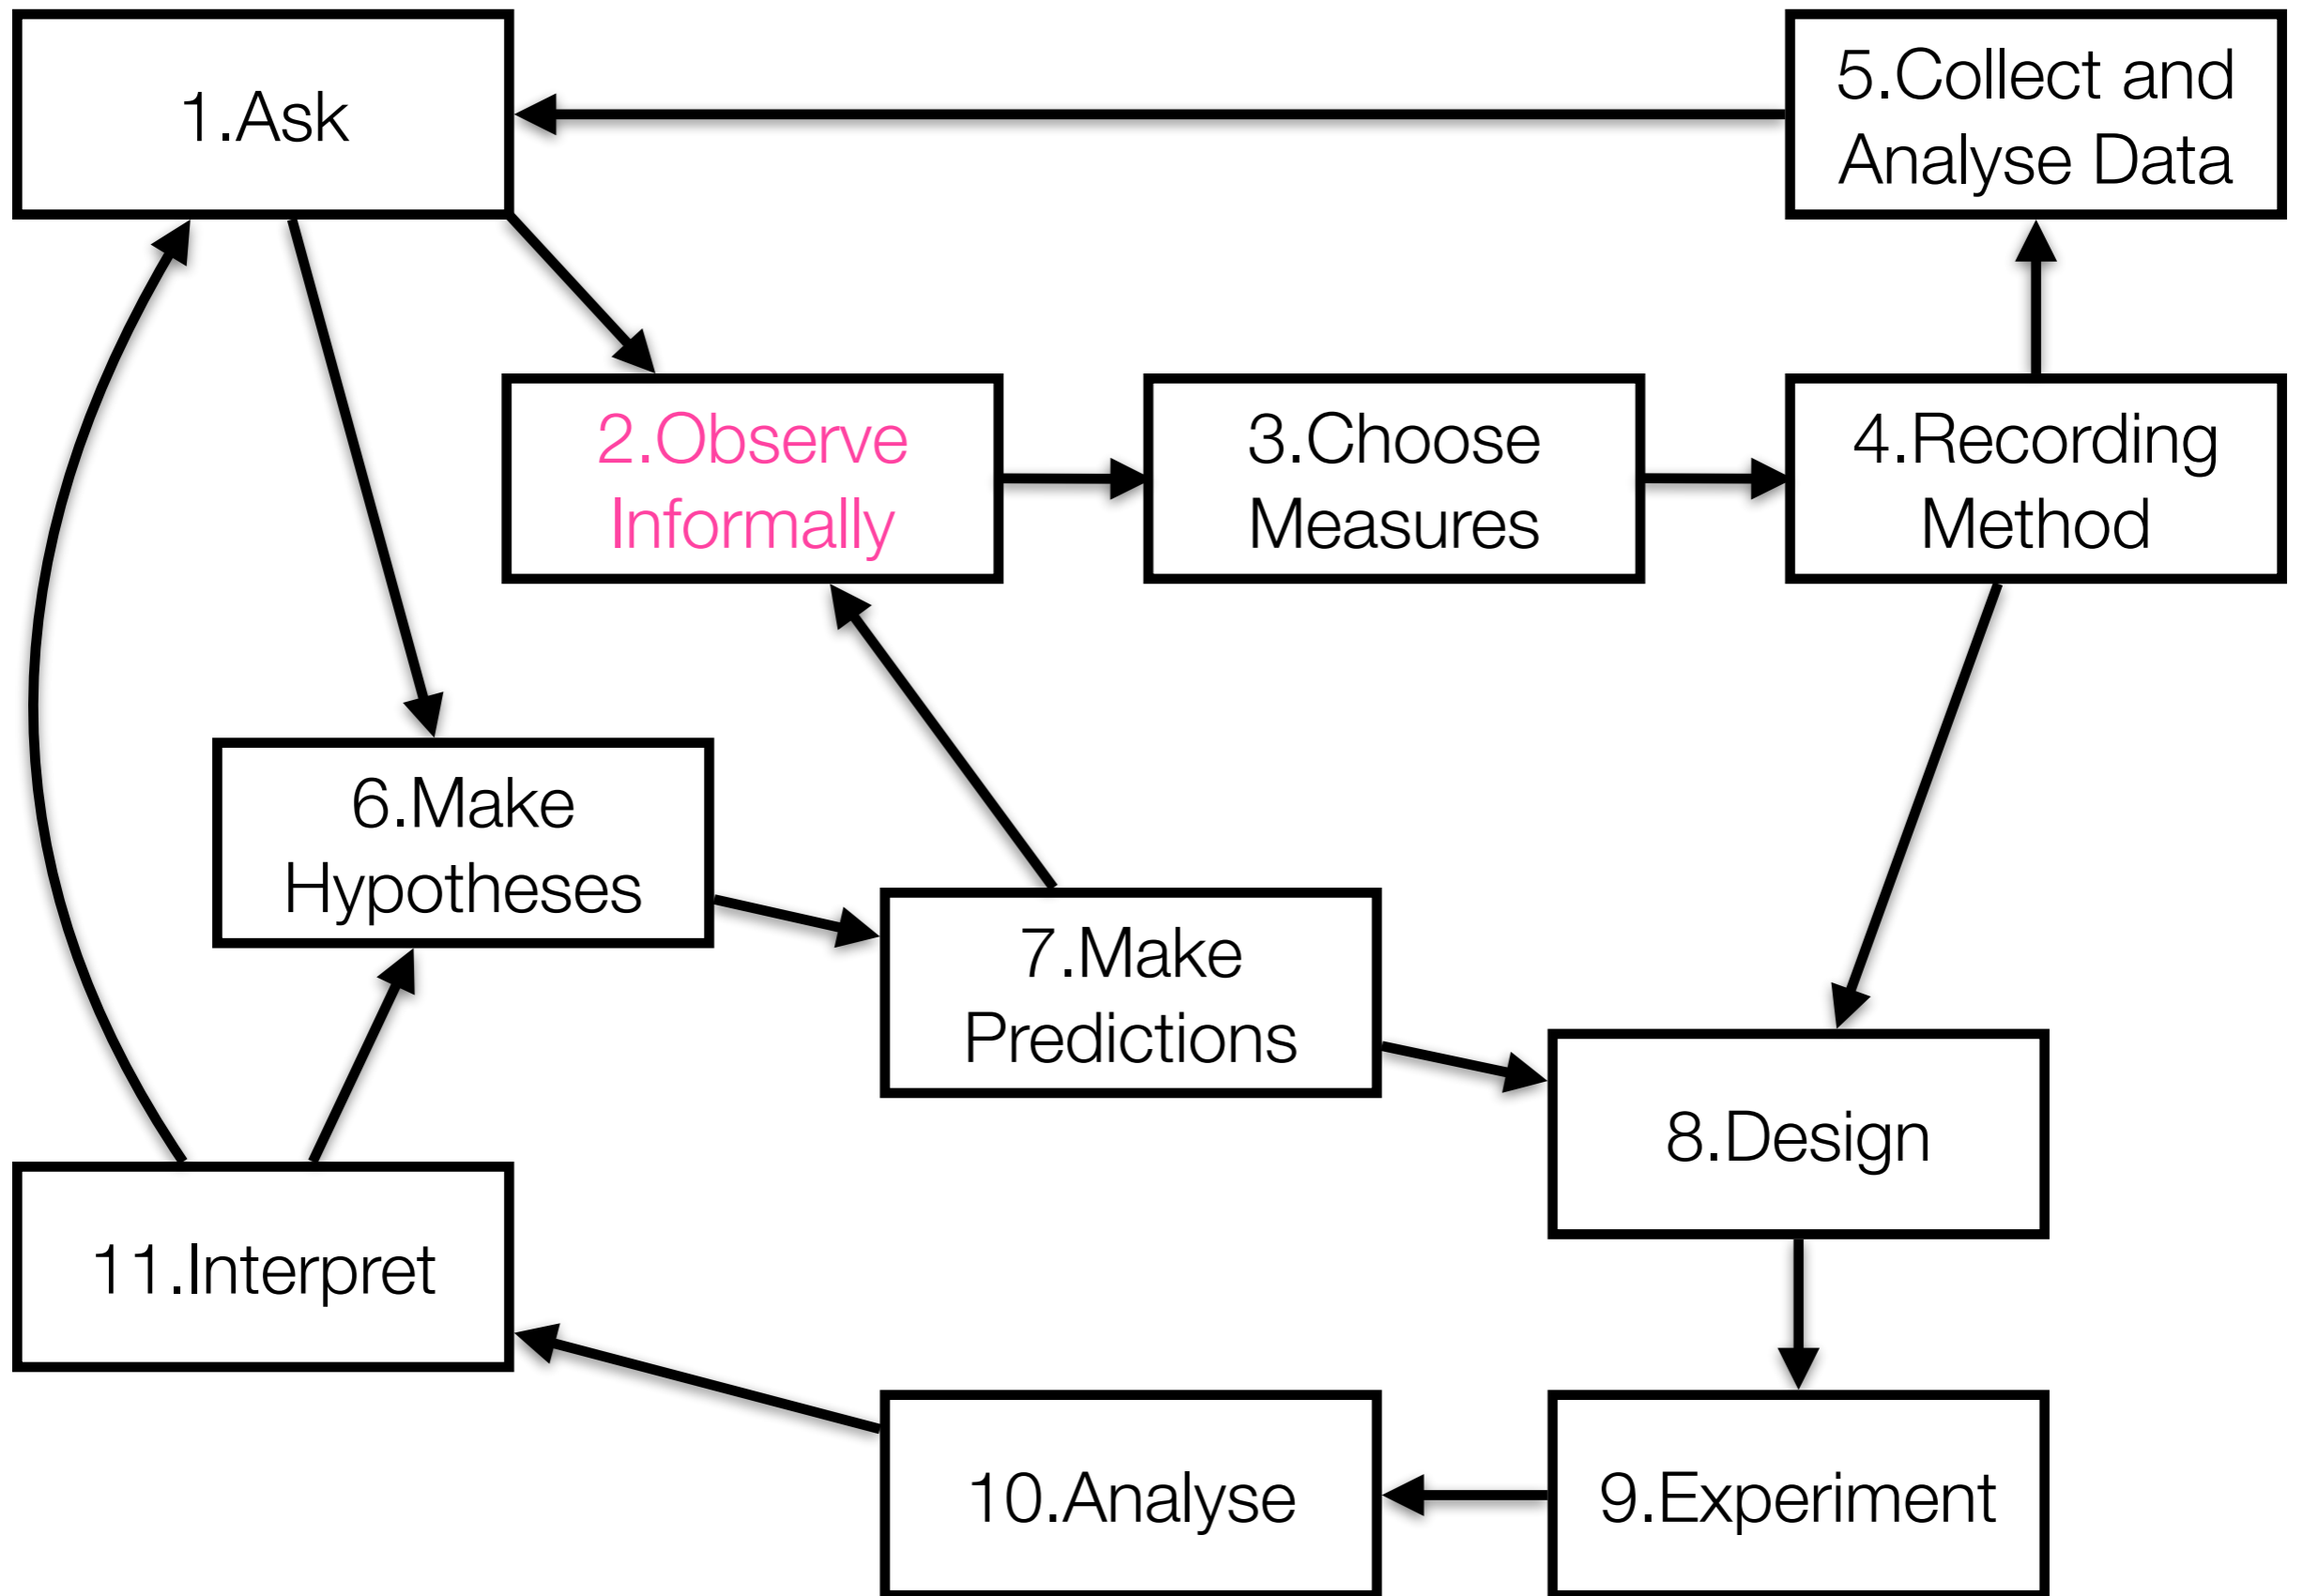 1.Ask
5.Collect and
Analyse Data
2.Observe
Informally
3.Choose
Measures
4.Recording
Method
6.Make
Hypotheses
7.Make
Predictions
8.Design
11.Interpret
10.Analyse
9.Experiment